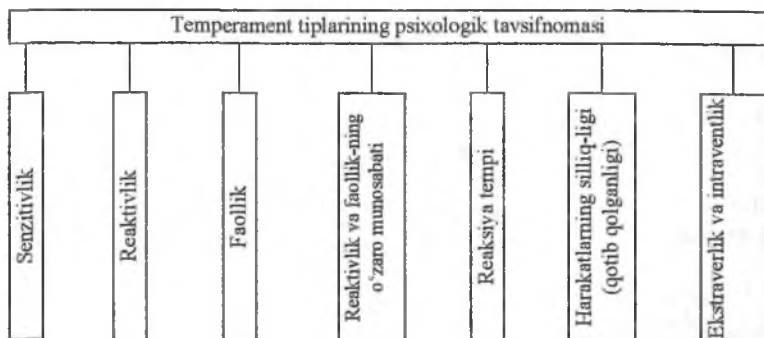 Temperament tiplarining psixologik tavsifnomasi
Senzitivlik
Reaktivlik
Faollik
Reaktivlik va faollik-ning
o‘zaro munosabati
Reaksiya tempi
Harakatlarning silliq-ligi
(qotib qolganligi)
Ekstraverlik va intraventlik